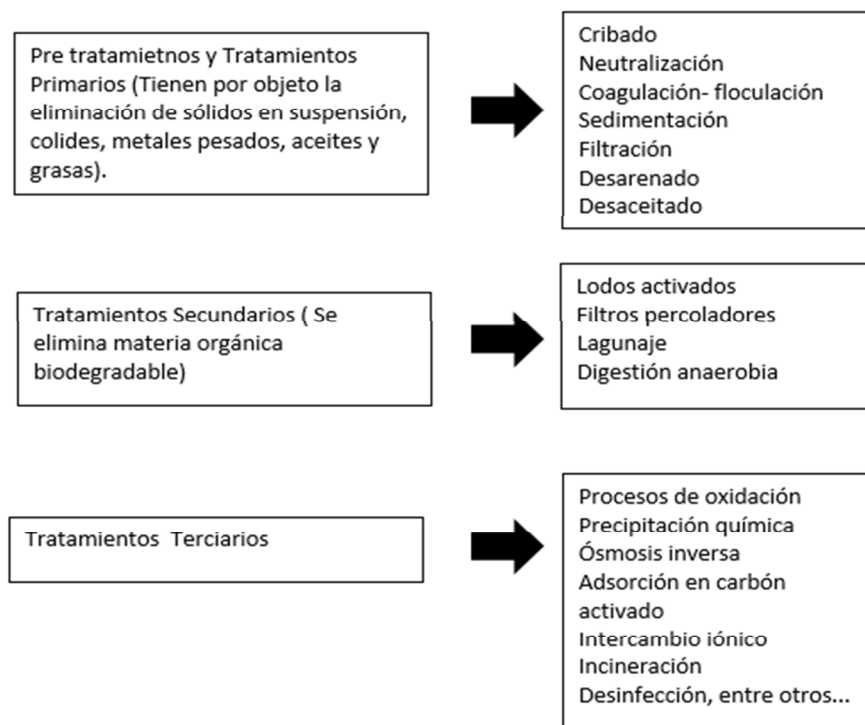 Pre tratamietnos y Tratamientos
Primarios (Tienen por objeto la
eliminación de sólidos en suspensión,
colides, metales pesados, aceites y
grasas).
Cribado
Neutralización
Coagulación- floculación
Sedimentación
Filtración
Desarenado
Desaceitado
Tratamientos Secundarios ( Se
elimina materia orgánica
biodegradable)
Lodos activados
Filtros percoladores
Lagunaje
Digestión anaerobia
Tratamientos  Terciarios
Procesos de oxidación
Precipitación química
Ósmosis inversa
Adsorción en carbón
activado
Intercambio iónico
Incineración
Desinfección, entre otros...